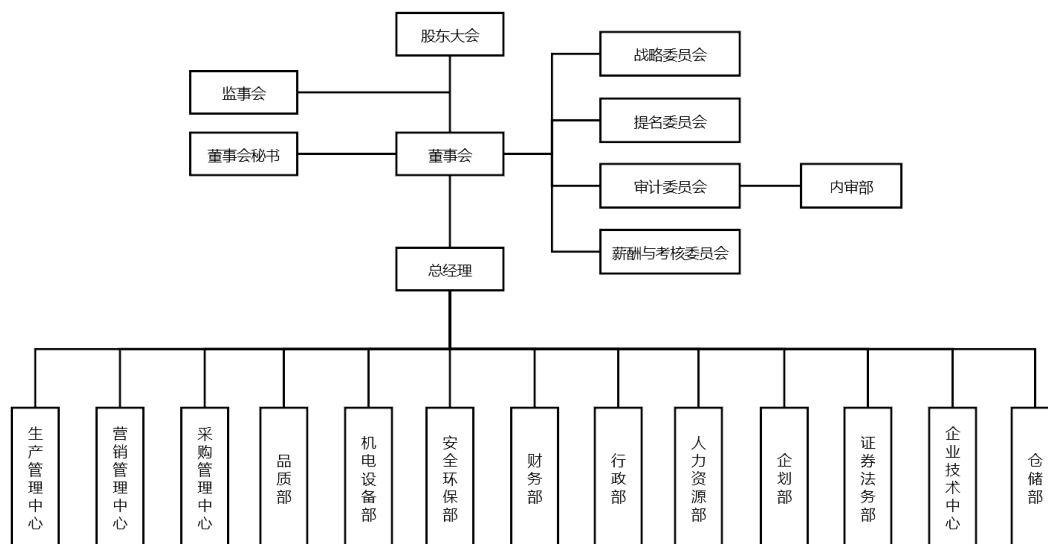 股东大会
战略委员会
监事会
提名委员会
董事会秘书
董事会
审计委员会
内审部
薪酬与考核委员会
总经理
生产管理中心
营销管理中心
采购管理中心
品质部
机电设备部
安全环保部
财务部
行政部
人力资源部
企划部
证券法务部
企业技术中心
仓储部